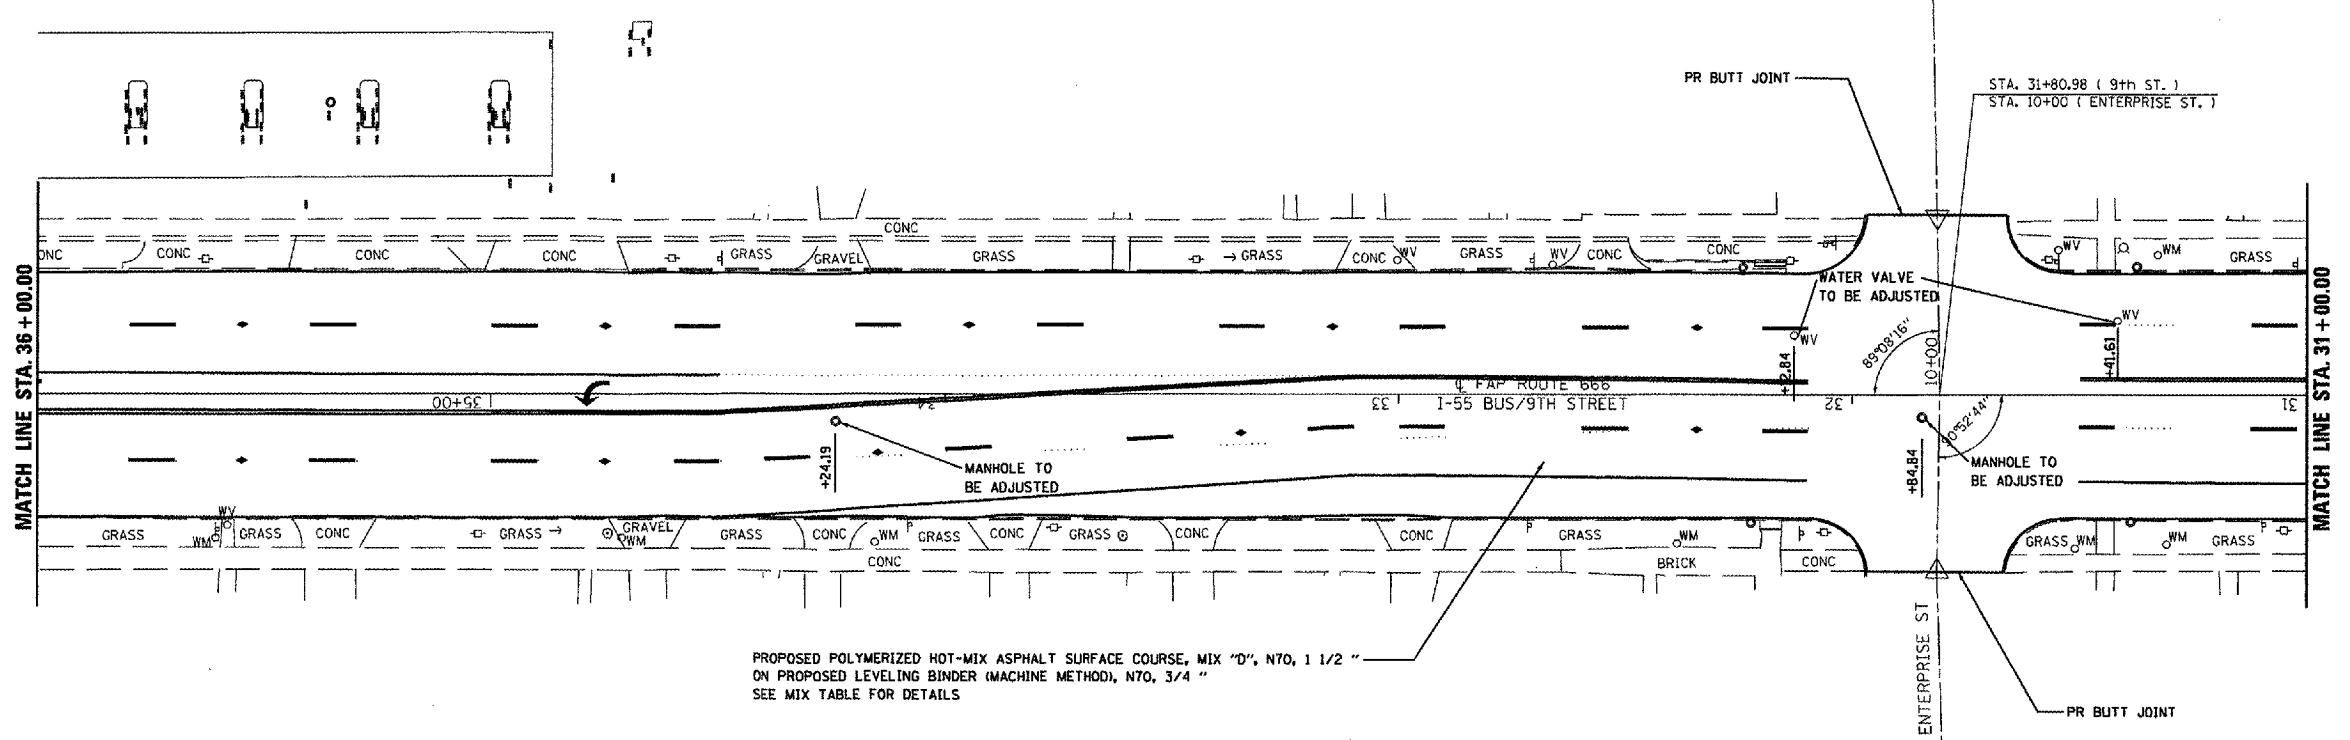 PR BUTT JOINT
STA. 31+80.98 ( 9th ST. )
STA. 10+00 ( ENTERPRISE ST. )
CONC
ONC
CONC
CONC
CONC
GRASS
GRAVEL
GRASS
GRASS
CONC
WV
GRASS
WV
CONC
CONC
WV
WM
GRASS
WATER VALVE
TO BE ADJUSTED
WV
WV
+41.61
89°08'16"
10+00
MATCH LINE STA. 36 + 00.00
MATCH LINE STA. 31 + 00.00
℄ FAP ROUTE 666
I-55 BUS/9TH STREET
35+00
34
33
32
31
90°52'44"
+24.19
MANHOLE TO
BE ADJUSTED
+84.84
MANHOLE TO
BE ADJUSTED
GRASS
WV
WM
GRASS
CONC
GRASS
GRAVEL
WM
GRASS
CONC
WM
GRASS
CONC
GRASS
CONC
CONC
GRASS
WM
GRASS
WM
WM
GRASS
CONC
BRICK
CONC
ENTERPRISE ST
PROPOSED POLYMERIZED HOT-MIX ASPHALT SURFACE COURSE, MIX "D", N70, 1 1/2 "
ON PROPOSED LEVELING BINDER (MACHINE METHOD), N70, 3/4 "
SEE MIX TABLE FOR DETAILS
PR BUTT JOINT